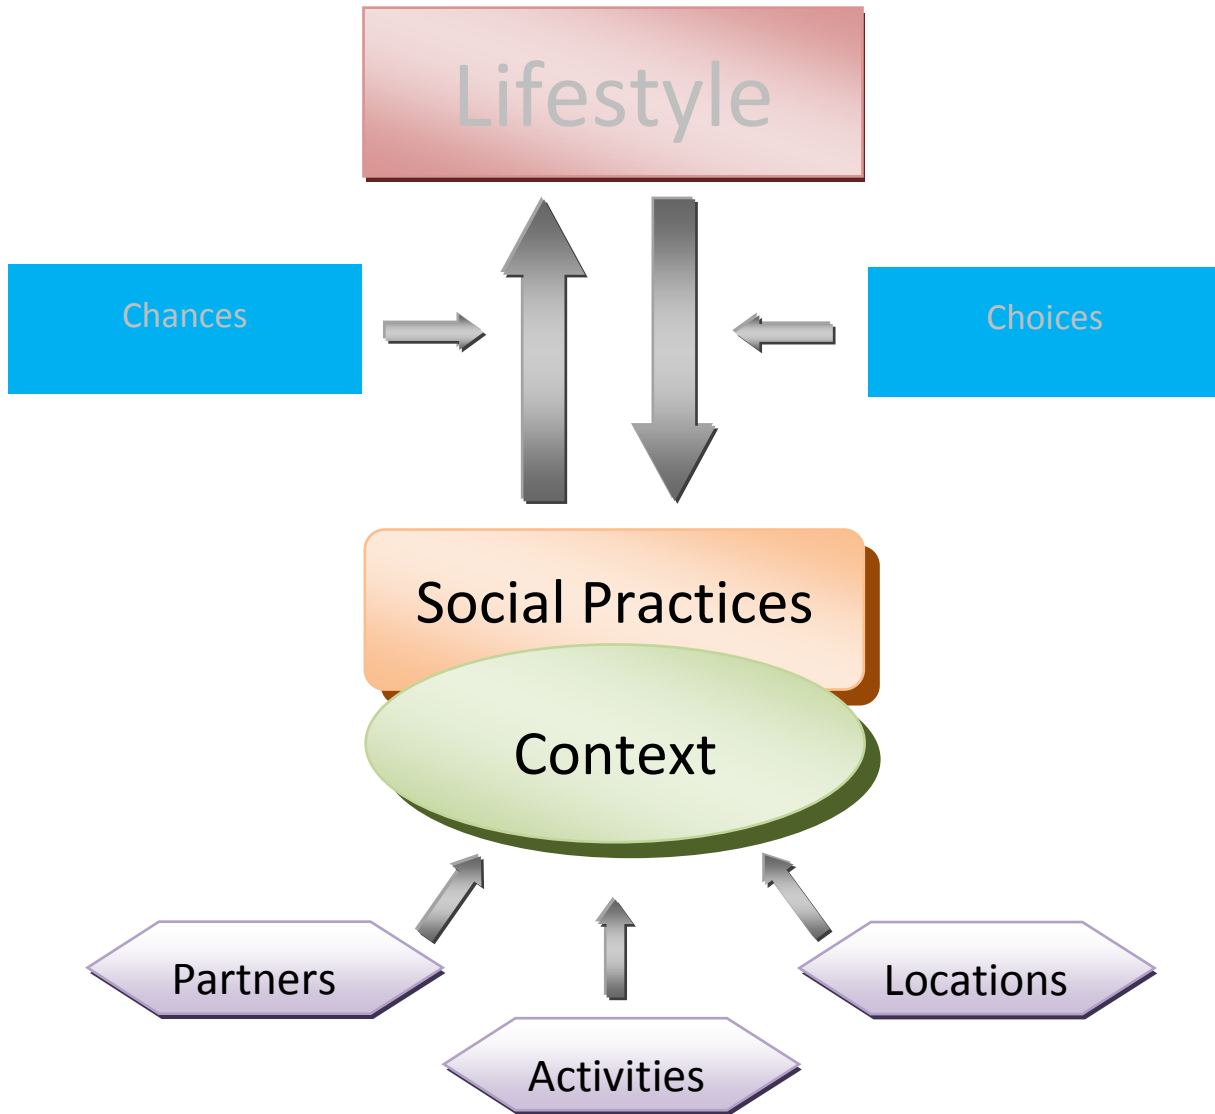 Lifestyle
Chances
Choices
Social Practices
Context
Partners
Locations
Activities